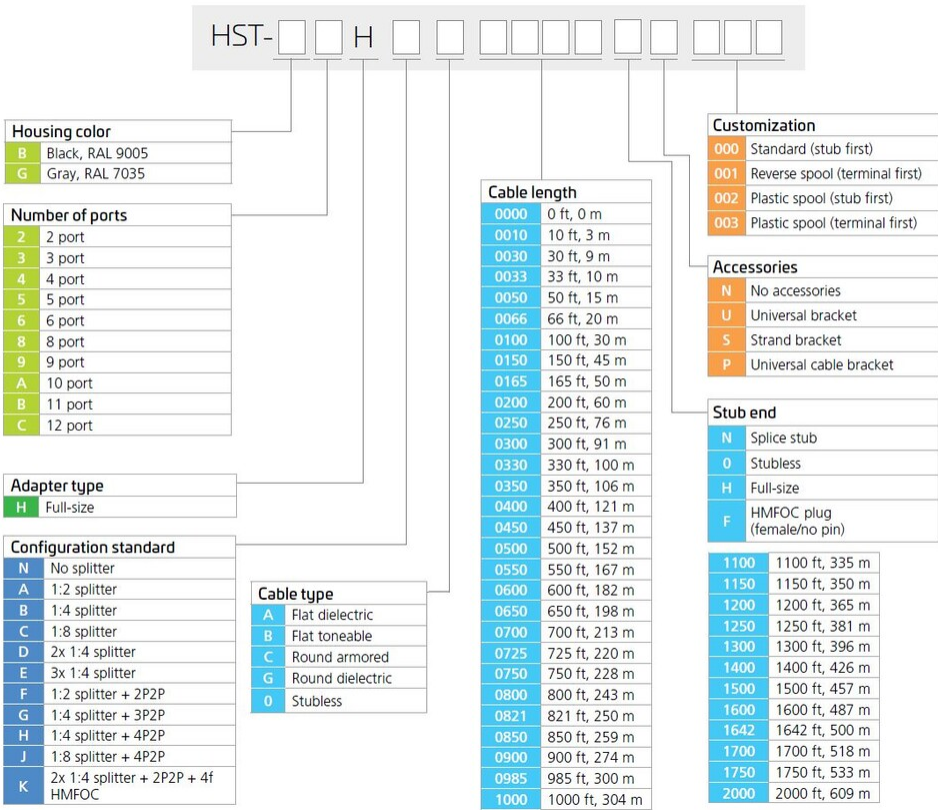 HST- H
Housing color
B Black, RAL 9005
G Gray, RAL 7035
Number of ports
2 2 port
3 3 port
4 4 port
5 5 port
6 6 port
8 8 port
9 9 port
A 10 port
B 11 port
C 12 port
Adapter type
H Full-size
Configuration standard
N No splitter
A 1:2 splitter
B 1:4 splitter
C 1:8 splitter
D 2x 1:4 splitter
E 3x 1:4 splitter
F 1:2 splitter + 2P2P
G 1:4 splitter + 3P2P
H 1:4 splitter + 4P2P
J 1:8 splitter + 4P2P
K 2x 1:4 splitter + 2P2P + 4f
HMFOC
Cable type
A Flat dielectric
B Flat toneable
C Round armored
G Round dielectric
0 Stubless
Cable length
0000 0 ft, 0 m
0010 10 ft, 3 m
0030 30 ft, 9 m
0033 33 ft, 10 m
0050 50 ft, 15 m
0066 66 ft, 20 m
0100 100 ft, 30 m
0150 150 ft, 45 m
0165 165 ft, 50 m
0200 200 ft, 60 m
0250 250 ft, 76 m
0300 300 ft, 91 m
0330 330 ft, 100 m
0350 350 ft, 106 m
0400 400 ft, 121 m
0450 450 ft, 137 m
0500 500 ft, 152 m
0550 550 ft, 167 m
0600 600 ft, 182 m
0650 650 ft, 198 m
0700 700 ft, 213 m
0725 725 ft, 220 m
0750 750 ft, 228 m
0800 800 ft, 243 m
0821 821 ft, 250 m
0850 850 ft, 259 m
0900 900 ft, 274 m
0985 985 ft, 300 m
1000 1000 ft, 304 m
1100 1100 ft, 335 m
1150 1150 ft, 350 m
1200 1200 ft, 365 m
1250 1250 ft, 381 m
1300 1300 ft, 396 m
1400 1400 ft, 426 m
1500 1500 ft, 457 m
1600 1600 ft, 487 m
1642 1642 ft, 500 m
1700 1700 ft, 518 m
1750 1750 ft, 533 m
2000 2000 ft, 609 m
Stub end
N Splice stub
0 Stubless
H Full-size
F HMFOC plug
(female/no pin)
Accessories
N No accessories
U Universal bracket
S Strand bracket
P Universal cable bracket
Customization
000 Standard (stub first)
001 Reverse spool (terminal first)
002 Plastic spool (stub first)
003 Plastic spool (terminal first)